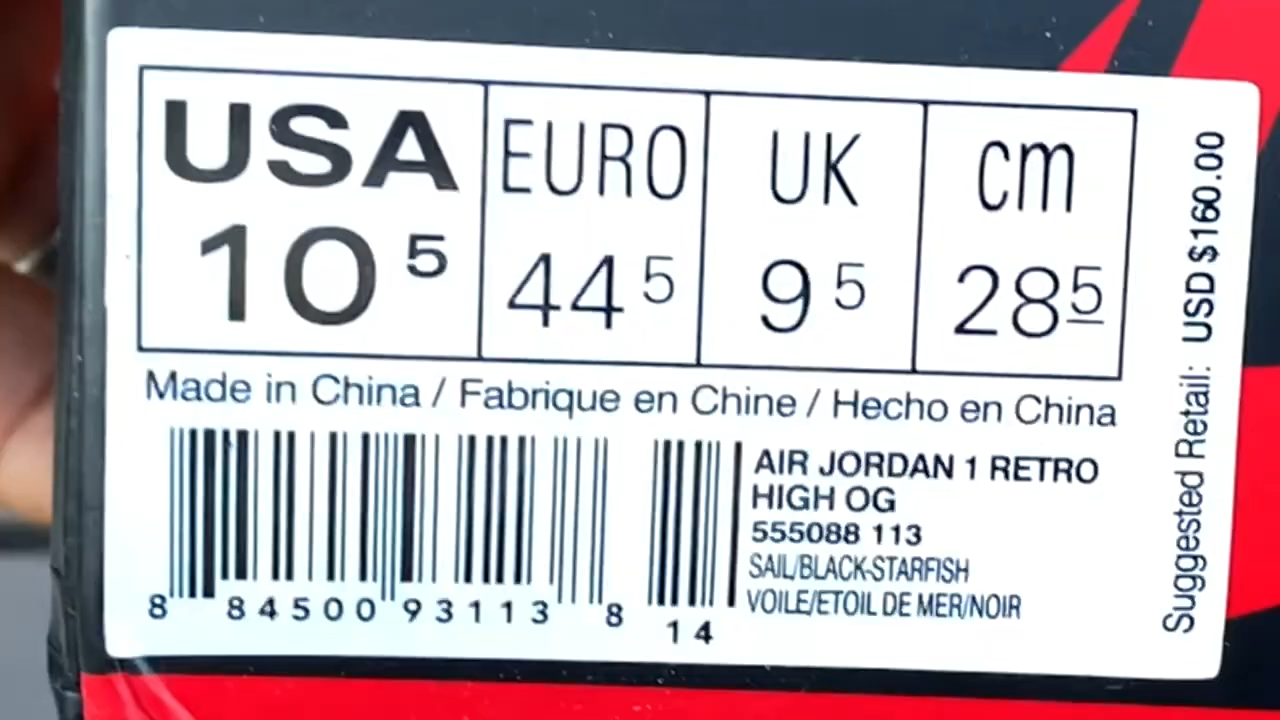 USA EURO UK cm
10 5 44 5 9 5 28 5
Made in China / Fabrique en Chine / Hecho en China
AIR JORDAN 1 RETRO
HIGH OG
555088 113
SAIL/BLACK-STARFISH
VOILE/ETOIL DE MER/NOIR
8 84500 93113 8
14
Suggested Retail: USD $160.00